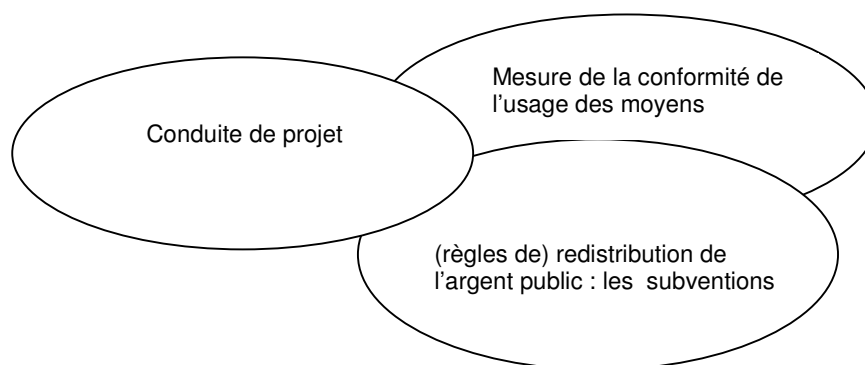 Mesure de la conformité de
l'usage des moyens
Conduite de projet
(règles de) redistribution de
l'argent public : les subventions